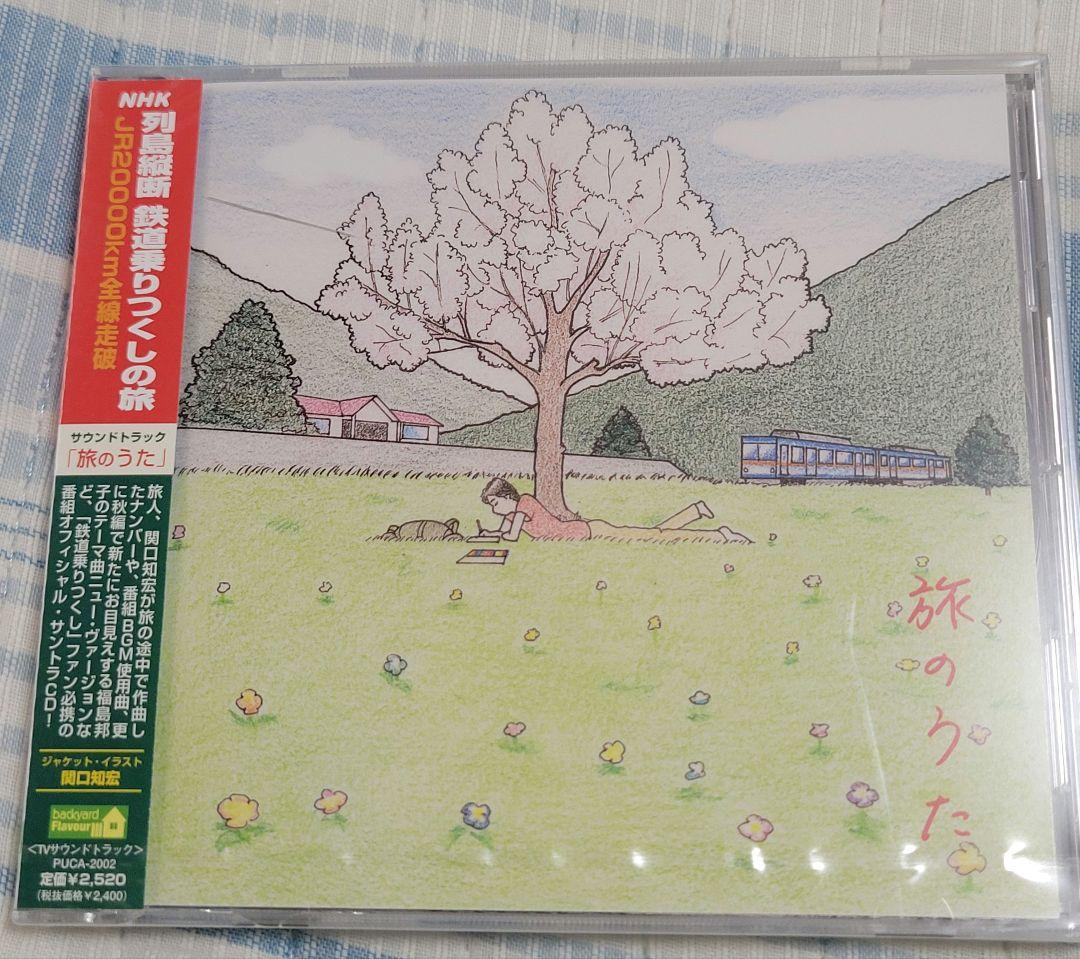 NHK
列島縦断 鉄道乗りつくしの旅
JR20000km全線走破
サウンドトラック
「旅のうた」
旅人、関口知宏が旅の途中で作曲し
たナンバーや、番組BGM使用曲、更
に秋編で新たにお目見えする福島邦
子のテーマ曲ニュー・ヴァージョンな
ど、「鉄道乗りつくし」ファン必携の
番組オフィシャル・サントラCD！
ジャケット・イラスト
関口知宏
backyard
Flavour
<TVサウンドトラック>
PUCA-2002
定価¥2,520
(税抜価格¥2,400)
旅のうた